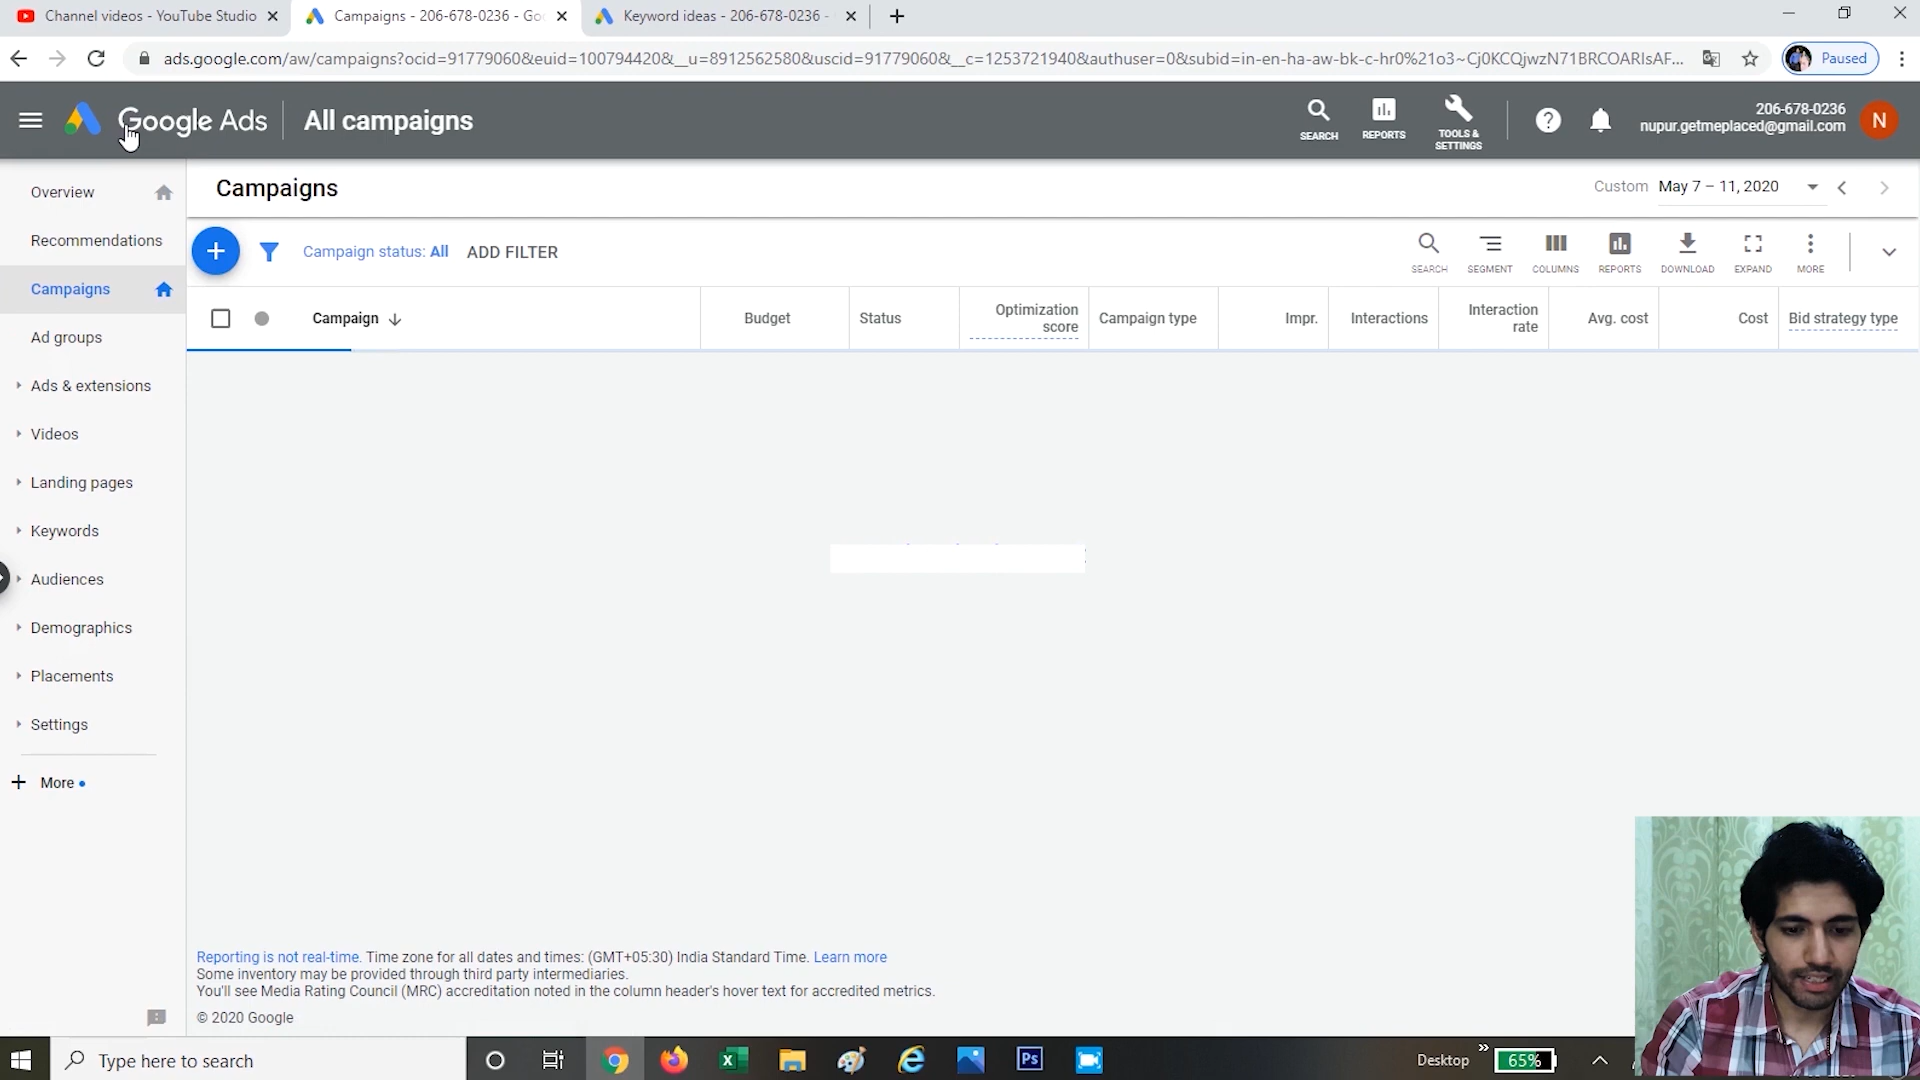 Channel videos - YouTube Studio
Campaigns - 206-678-0236 - Goo
Keyword ideas - 206-678-0236 -
ads.google.com/aw/campaigns?ocid=91779060&euid=100794420&__u=8912562580&uscid=91779060&__c=1253721940&authuser=0&subid=in-en-ha-aw-bk-c-hr0%21o3~Cj0KCQjwzN71BRCOARIsAF...
Paused
Google Ads
All campaigns
SEARCH
REPORTS
TOOLS &
SETTINGS
206-678-0236
nupur.getmeplaced@gmail.com
N
Overview
Recommendations
Campaigns
Ad groups
Ads & extensions
Videos
Landing pages
Keywords
Audiences
Demographics
Placements
Settings
More
Campaigns
Custom May 7 – 11, 2020
Campaign status: All
ADD FILTER
SEARCH
SEGMENT
COLUMNS
REPORTS
DOWNLOAD
EXPAND
MORE
Campaign
Budget
Status
Optimization
score
Campaign type
Impr.
Interactions
Interaction
rate
Avg. cost
Cost
Bid strategy type
Reporting is not real-time. Time zone for all dates and times: (GMT+05:30) India Standard Time. Learn more
Some inventory may be provided through third party intermediaries.
You'll see Media Rating Council (MRC) accreditation noted in the column header's hover text for accredited metrics.
© 2020 Google
Type here to search
Ps
Desktop
65%